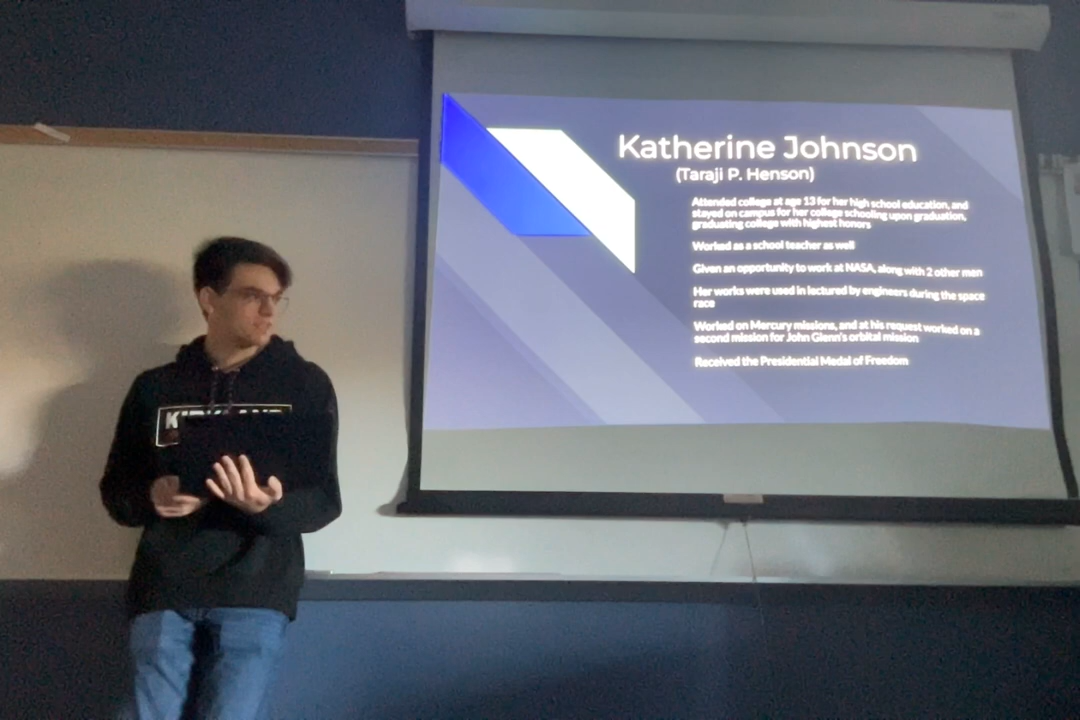 Katherine Johnson
(Taraji P. Henson)
Attended college at age 13 for her high school education, and
stayed on campus for her college schooling upon graduation,
graduating college with highest honors
Worked as a school teacher as well
Given an opportunity to work at NASA, along with 2 other men
Her works were used in lectured by engineers during the space
race
Worked on Mercury missions, and at his request worked on a
second mission for John Glenn's orbital mission
Received the Presidential Medal of Freedom
KIRKLAND